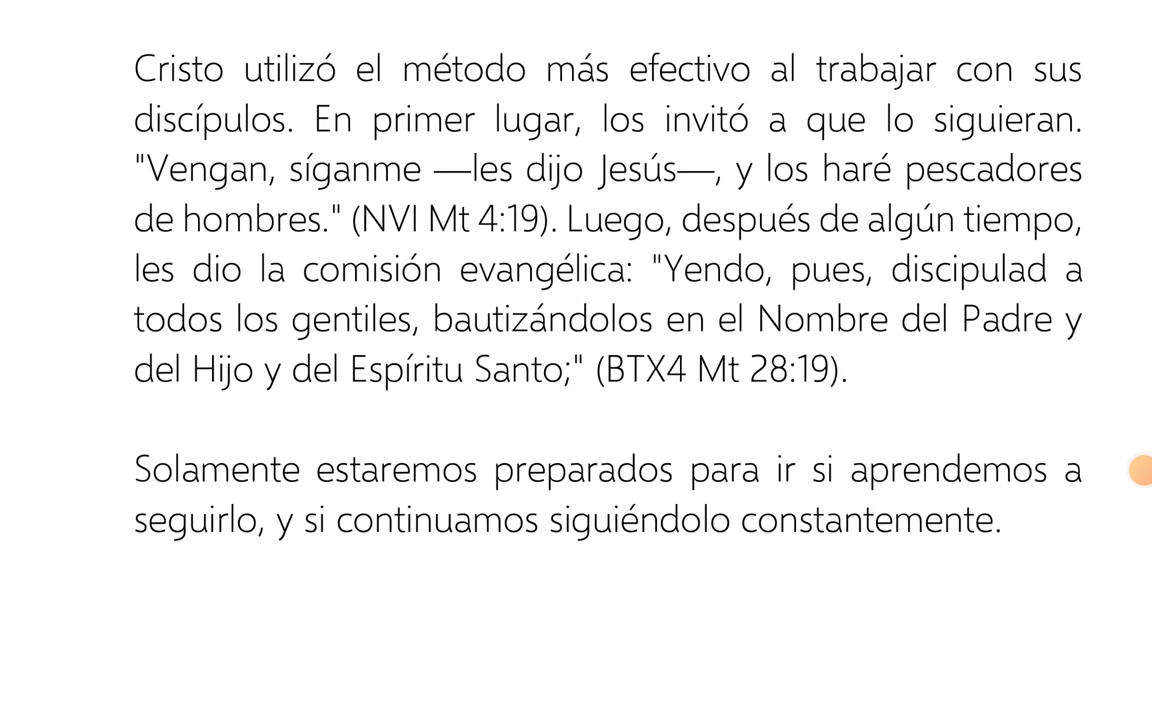 Cristo utilizó el método más efectivo al trabajar con sus
discípulos. En primer lugar, los invitó a que lo siguieran.
"Vengan, síganme —les dijo Jesús—, y los haré pescadores
de hombres." (NVI Mt 4:19). Luego, después de algún tiempo,
les dio la comisión evangélica: "Yendo, pues, discipulad a
todos los gentiles, bautizándolos en el Nombre del Padre y
del Hijo y del Espíritu Santo;" (BTX4 Mt 28:19).
Solamente estaremos preparados para ir si aprendemos a
seguirlo, y si continuamos siguiéndolo constantemente.